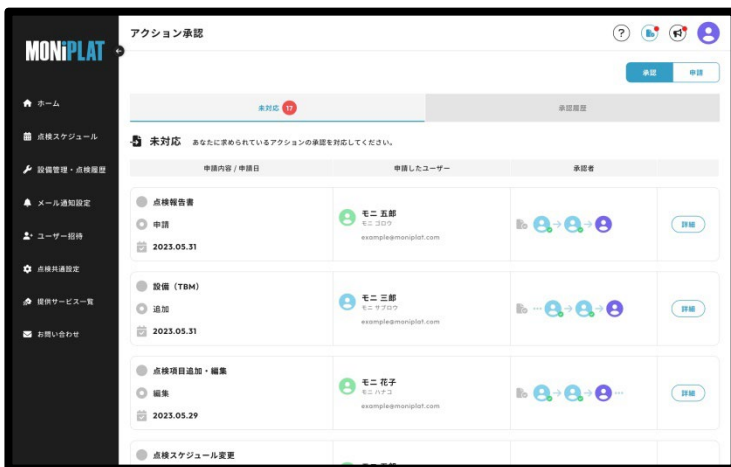 MONiPLAT
ホーム
点検スケジュール
設備管理・点検履歴
メール通知設定
ユーザー招待
点検共通設定
提供サービス一覧
お問い合わせ
アクション承認
?
承認 申請
未対応 17
承認履歴
未対応 あなたに求められているアクションの承認を対応してください。
申請内容 / 申請日 申請したユーザー 承認者
点検報告書
申請
2023.05.31
モニ 五郎
モニ ゴロウ
example@moniplat.com
詳細
設備（TBM）
追加
2023.05.31
モニ 三郎
モニ サブロウ
example@moniplat.com
詳細
点検項目追加・編集
編集
2023.05.29
モニ 花子
モニ ハナコ
example@moniplat.com
詳細
点検スケジュール変更